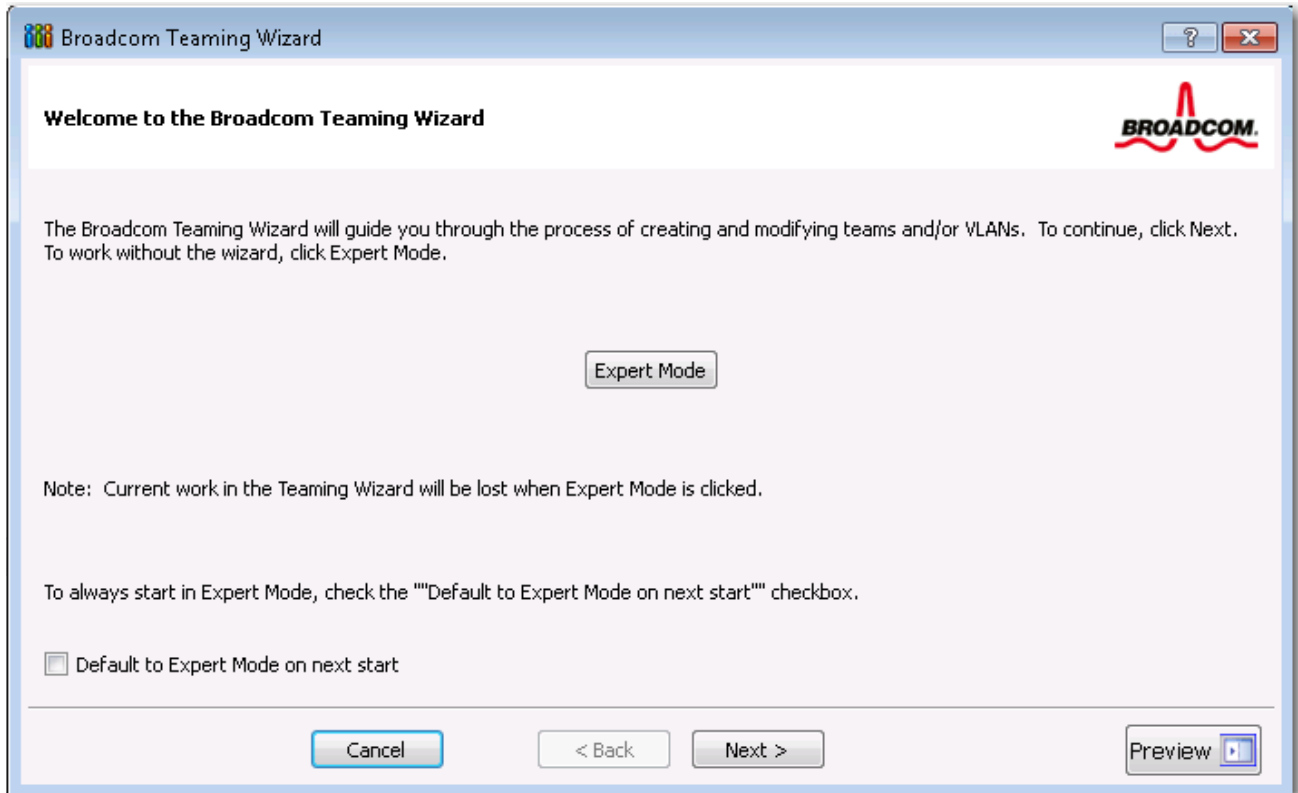 Broadcom Teaming Wizard
Welcome to the Broadcom Teaming Wizard
BROADCOM.
The Broadcom Teaming Wizard will guide you through the process of creating and modifying teams and/or VLANs.  To continue, click Next.
To work without the wizard, click Expert Mode.
Expert Mode
Note:  Current work in the Teaming Wizard will be lost when Expert Mode is clicked.
To always start in Expert Mode, check the ""Default to Expert Mode on next start"" checkbox.
Default to Expert Mode on next start
Cancel
< Back
Next >
Preview